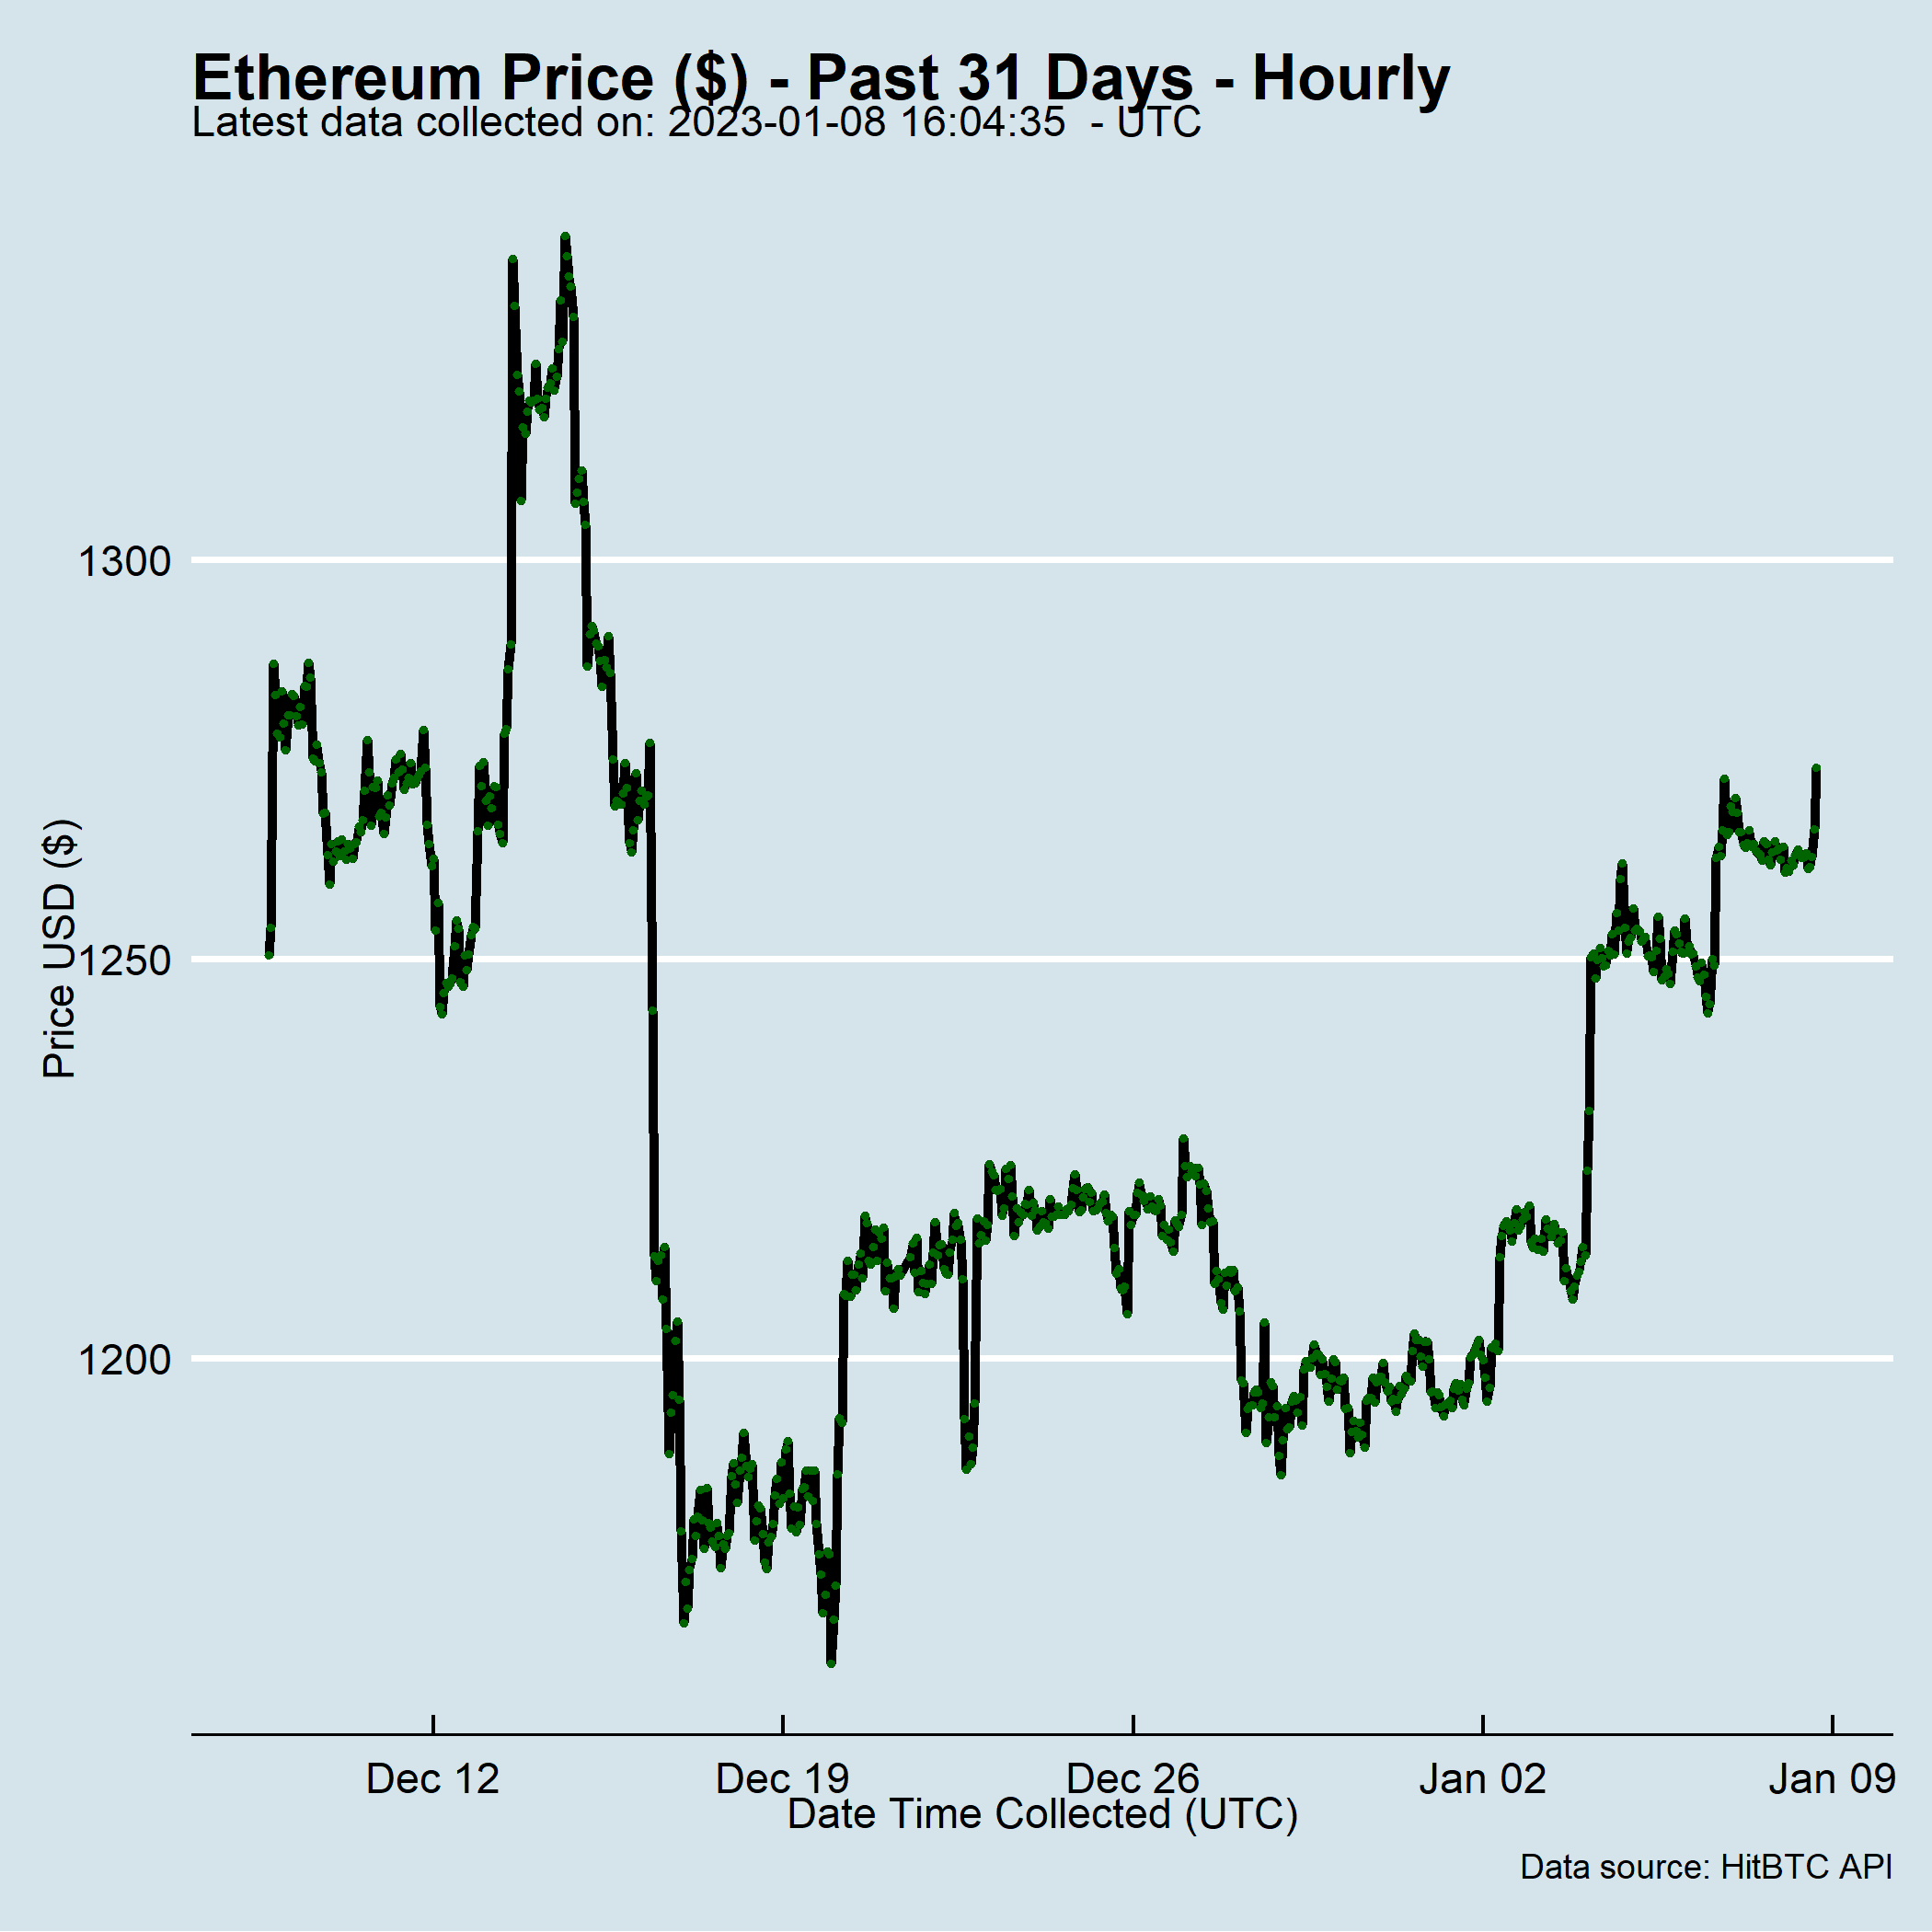 Ethereum Price ($) - Past 31 Days - Hourly
Latest data collected on: 2023-01-08 16:04:35  - UTC
Price USD ($)
1300
1250
1200
Dec 12
Dec 19
Dec 26
Jan 02
Jan 09
Date Time Collected (UTC)
Data source: HitBTC API